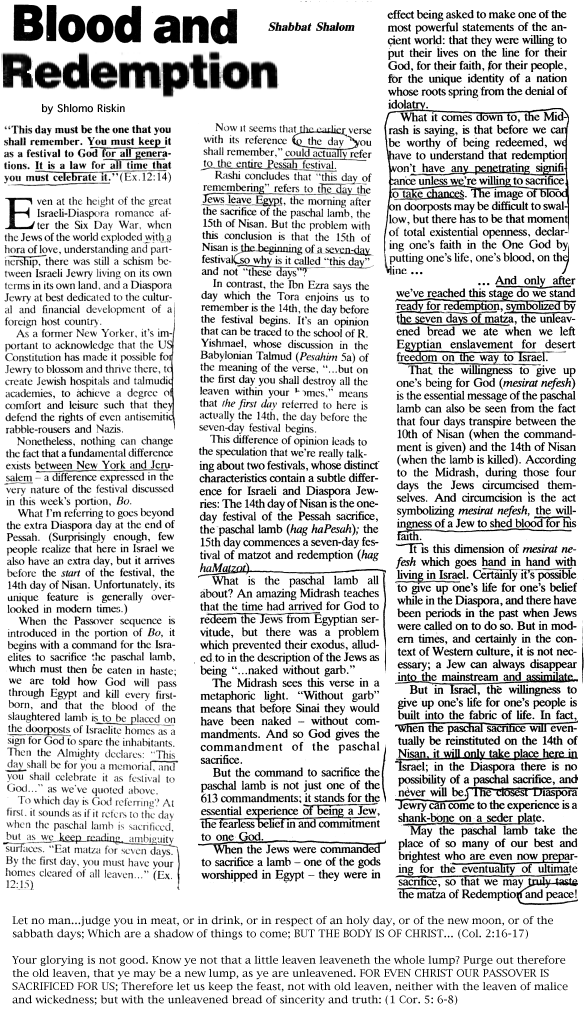 Blood and
Redemption
Shabbat Shalom
by Shlomo Riskin
"This day must be the one that you
shall remember. You must keep it
as a festival to God for all genera-
tions. It is a law for all time that
you must celebrate it."(Ex.12:14)
Even at the height of the great
Israeli-Diaspora romance af-
ter the Six Day War, when
the Jews of the world exploded with a
hora of love, understanding and part-
nership, there was still a schism be-
tween Israeli Jewry living on its own
terms in its own land, and a Diaspora
Jewry at best dedicated to the cultur-
al and financial development of a
foreign host country.
As a former New Yorker, it's im-
portant to acknowledge that the US
Constitution has made it possible for
Jewry to blossom and thrive there, to
create Jewish hospitals and talmudic
academies, to achieve a degree of
comfort and leisure such that they
defend the rights of even antisemitic
rabble-rousers and Nazis.
Nonetheless, nothing can change
the fact that a fundamental difference
exists between New York and Jeru-
salem – a difference expressed in the
very nature of the festival discussed
in this week's portion, Bo.
What I'm referring to goes beyond
the extra Diaspora day at the end of
Pessah. (Surprisingly enough, few
people realize that here in Israel we
also have an extra day, but it arrives
before the start of the festival, the
14th day of Nisan. Unfortunately, its
unique feature is generally over-
looked in modern times.)
When the Passover sequence is
introduced in the portion of Bo, it
begins with a command for the Isra-
elites to sacrifice the paschal lamb,
which must then be eaten in haste;
we are told how God will pass
through Egypt and kill every first-
born, and that the blood of the
slaughtered lamb is to be placed on
the doorposts of Israelite homes as a
sign for God to spare the inhabitants.
Then the Almighty declares: "This
day shall be for you a memorial, and
you shall celebrate it as festival to
God..." as we've quoted above.
To which day is God referring? At
first, it sounds as if it refers to the day
when the paschal lamb is sacrificed,
but as we keep reading, ambiguity
surfaces. "Eat matza for seven days.
By the first day, you must have your
homes cleared of all leaven..." (Ex.
12:15)
Now it seems that the earlier verse
with its reference to the day "you
shall remember," could actually refer
to the entire Pessah festival.
Rashi concludes that "this day of
remembering" refers to the day the
Jews leave Egypt, the morning after
the sacrifice of the paschal lamb, the
15th of Nisan. But the problem with
this conclusion is that the 15th of
Nisan is the beginning of a seven-day
festival, so why is it called "this day"
and not "these days"?
In contrast, the Ibn Ezra says the
day which the Tora enjoins us to
remember is the 14th, the day before
the festival begins. It's an opinion
that can be traced to the school of R.
Yishmael, whose discussion in the
Babylonian Talmud (Pesahim 5a) of
the meaning of the verse, "...but on
the first day you shall destroy all the
leaven within your omes," means
that the first day referred to here is
actually the 14th, the day before the
seven-day festival begins.
This difference of opinion leads to
the speculation that we're really talk-
ing about two festivals, whose distinct
characteristics contain a subtle differ-
ence for Israeli and Diaspora Jew-
ries: The 14th day of Nisan is the one-
day festival of the Pessah sacrifice,
the paschal lamb (hag haPesah); the
15th day commences a seven-day fes-
tival of matzot and redemption (hag
haMatzot).
What is the paschal lamb all
about? An amazing Midrash teaches
that the time had arrived for God to
redeem the Jews from Egyptian ser-
vitude, but there was a problem
which prevented their exodus, allud-
ed to in the description of the Jews as
being "...naked without garb."
The Midrash sees this verse in a
metaphoric light. "Without garb"
means that before Sinai they would
have been naked – without com-
mandments. And so God gives the
commandment of the paschal
sacrifice.
But the command to sacrifice the
paschal lamb is not just one of the
613 commandments; it stands for the
essential experience of being a Jew,
the fearless belief in and commitment
to one God.
When the Jews were commanded
to sacrifice a lamb – one of the gods
worshipped in Egypt – they were in
effect being asked to make one of the
most powerful statements of the an-
cient world: that they were willing to
put their lives on the line for their
God, for their faith, for their people,
for the unique identity of a nation
whose roots spring from the denial of
idolatry.
What it comes down to, the Mid-
rash is saying, is that before we can
be worthy of being redeemed, we
have to understand that redemption
won't have any penetrating signifi-
cance unless we're willing to sacrifice,
to take chances. The image of blood
on doorposts may be difficult to swal-
low, but there has to be that moment
of total existential openness, declar-
ing one's faith in the One God by
putting one's life, one's blood, on the
line ...
... And only after
we've reached this stage do we stand
ready for redemption, symbolized by
the seven days of matza, the unleav-
ened bread we ate when we left
Egyptian enslavement for desert
freedom on the way to Israel.
That the willingness to give up
one's being for God (mesirat nefesh)
is the essential message of the paschal
lamb can also be seen from the fact
that four days transpire between the
10th of Nisan (when the command-
ment is given) and the 14th of Nisan
(when the lamb is killed). According
to the Midrash, during those four
days the Jews circumcised them-
selves. And circumcision is the act
symbolizing mesirat nefesh, the will-
ingness of a Jew to shed blood for his
faith.
It is this dimension of mesirat ne-
fesh which goes hand in hand with
living in Israel. Certainly it's possible
to give up one's life for one's belief
while in the Diaspora, and there have
been periods in the past when Jews
were called on to do so. But in mod-
ern times, and certainly in the con-
text of Western culture, it is not nec-
essary; a Jew can always disappear
into the mainstream and assimilate.
But in Israel, the willingness to
give up one's life for one's people is
built into the fabric of life. In fact,
when the paschal sacrifice will even-
tually be reinstituted on the 14th of
Nisan, it will only take place here in
Israel; in the Diaspora there is no
possibility of a paschal sacrifice, and
never will be. The closest Diaspora
Jewry can come to the experience is a
shank-bone on a seder plate.
May the paschal lamb take the
place of so many of our best and
brightest who are even now prepar-
ing for the eventuality of ultimate
sacrifice, so that we may truly taste
the matza of Redemption and peace!
Let no man...judge you in meat, or in drink, or in respect of an holy day, or of the new moon, or of the
sabbath days; Which are a shadow of things to come; BUT THE BODY IS OF CHRIST... (Col. 2:16-17)
Your glorying is not good. Know ye not that a little leaven leaveneth the whole lump? Purge out therefore
the old leaven, that ye may be a new lump, as ye are unleavened. FOR EVEN CHRIST OUR PASSOVER IS
SACRIFICED FOR US; Therefore let us keep the feast, not with old leaven, neither with the leaven of malice
and wickedness; but with the unleavened bread of sincerity and truth: (1 Cor. 5: 6-8)